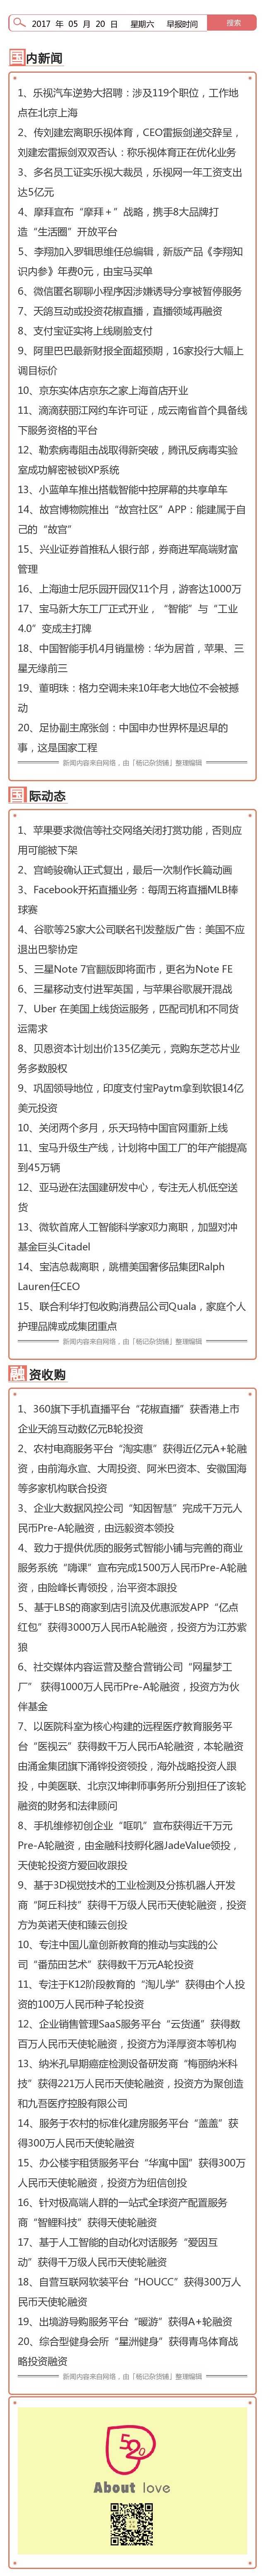 2017 年 05 月 20 日 星期六 早报时间 搜索
国内新闻
1、乐视汽车逆势大招聘：涉及119个职位，工作地
点在北京上海
2、传刘建宏离职乐视体育，CEO雷振剑递交辞呈，
刘建宏雷振剑双双否认：称乐视体育正在优化业务
3、多名员工证实乐视大裁员，乐视网一年工资支出
达5亿元
4、摩拜宣布“摩拜＋”战略，携手8大品牌打
造“生活圈”开放平台
5、李翔加入罗辑思维任总编辑，新版产品《李翔知
识内参》年费0元，由宝马买单
6、微信匿名聊聊小程序因涉嫌诱导分享被暂停服务
7、天鸽互动或投资花椒直播，直播领域再融资
8、支付宝证实将上线刷脸支付
9、阿里巴巴最新财报全面超预期，16家投行大幅上
调目标价
10、京东实体店京东之家上海首店开业
11、滴滴获丽江网约车许可证，成云南省首个具备线
下服务资格的平台
12、勒索病毒阻击战取得新突破，腾讯反病毒实验
室成功解密被锁XP系统
13、小蓝单车推出搭载智能中控屏幕的共享单车
14、故宫博物院推出“故宫社区”APP：能建属于自
己的“故宫”
15、兴业证券首推私人银行部，券商进军高端财富
管理
16、上海迪士尼乐园开园仅11个月，游客达1000万
17、宝马新大东工厂正式开业，“智能”与“工业
4.0”变成主打牌
18、中国智能手机4月销量榜：华为居首，苹果、三
星无缘前三
19、董明珠：格力空调未来10年老大地位不会被撼
动
20、足协副主席张剑：中国申办世界杯是迟早的
事，这是国家工程
新闻内容来自网络，由「杨记杂货铺」整理编辑
国际动态
1、苹果要求微信等社交网络关闭打赏功能，否则应
用可能被下架
2、宫崎骏确认正式复出，最后一次制作长篇动画
3、Facebook开拓直播业务：每周五将直播MLB棒
球赛
4、谷歌等25家大公司联名刊发整版广告：美国不应
退出巴黎协定
5、三星Note 7官翻版即将面市，更名为Note FE
6、三星移动支付进军英国，与苹果谷歌展开混战
7、Uber 在美国上线货运服务，匹配司机和不同货
运需求
8、贝恩资本计划出价135亿美元，竞购东芝芯片业
务多数股权
9、巩固领导地位，印度支付宝Paytm拿到软银14亿
美元投资
10、关闭两个多月，乐天玛特中国官网重新上线
11、宝马升级生产线，计划将中国工厂的年产能提高
到45万辆
12、亚马逊在法国建研发中心，专注无人机低空送
货
13、微软首席人工智能科学家邓力离职，加盟对冲
基金巨头Citadel
14、宝洁总裁离职，跳槽美国奢侈品集团Ralph
Lauren任CEO
15、联合利华打包收购消费品公司Quala，家庭个人
护理品牌或成集团重点
新闻内容来自网络，由「杨记杂货铺」整理编辑
融资收购
1、360旗下手机直播平台“花椒直播”获香港上市
企业天鸽互动数亿元B轮投资
2、农村电商服务平台“淘实惠”获得近亿元A+轮融
资，由前海永宣、大周投资、阿米巴资本、安徽国海
等多家机构联合投资
3、企业大数据风控公司“知因智慧”完成千万元人
民币Pre-A轮融资，由远毅资本领投
4、致力于提供优质的服务式智能小铺与完善的商业
服务系统“嗨课”宣布完成1500万人民币Pre-A轮融
资，由险峰长青领投，治平资本跟投
5、基于LBS的商家到店引流及优惠派发APP“亿点
红包”获得3000万人民币A轮融资，投资方为江苏紫
狼
6、社交媒体内容运营及整合营销公司“网星梦工
厂” 获得1000万人民币Pre-A轮融资，投资方为伙
伴基金
7、以医院科室为核心构建的远程医疗教育服务平
台“医视云”获得数千万人民币A轮融资，本轮融资
由涌金集团旗下涌铧投资领投，海外战略投资人跟
投，中美医联、北京汉坤律师事务所分别担任了该轮
融资的财务和法律顾问
8、手机维修初创企业“哐叽”宣布获得近千万元
Pre-A轮融资，由金融科技孵化器JadeValue领投，
天使轮投资方爱回收跟投
9、基于3D视觉技术的工业检测及分拣机器人开发
商“阿丘科技”获得千万级人民币天使轮融资，投资
方为英诺天使和臻云创投
10、专注中国儿童创新教育的推动与实践的公
司“番茄田艺术”获得数千万元A轮投资
11、专注于K12阶段教育的“淘儿学”获得由个人投
资的100万人民币种子轮投资
12、企业销售管理SaaS服务平台“云货通”获得数
百万人民币天使轮融资，投资方为泽厚资本等机构
13、纳米孔早期癌症检测设备研发商“梅丽纳米科
技”获得221万人民币天使轮融资，投资方为聚创造
和九吾医疗控股有限公司
14、服务于农村的标准化建房服务平台“盖盖”获
得300万人民币天使轮融资
15、办公楼宇租赁服务平台“华寓中国”获得300万
人民币天使轮融资，投资方为纽信创投
16、针对极高端人群的一站式全球资产配置服务
商“智鲤科技”获得天使轮融资
17、基于人工智能的自动化对话服务“爱因互
动”获得千万级人民币天使轮融资
18、自营互联网软装平台“HOUCC”获得300万人
民币天使轮融资
19、出境游导购服务平台“暖游”获得A+轮融资
20、综合型健身会所“星洲健身”获得青鸟体育战
略投资融资
新闻内容来自网络，由「杨记杂货铺」整理编辑
520
About love